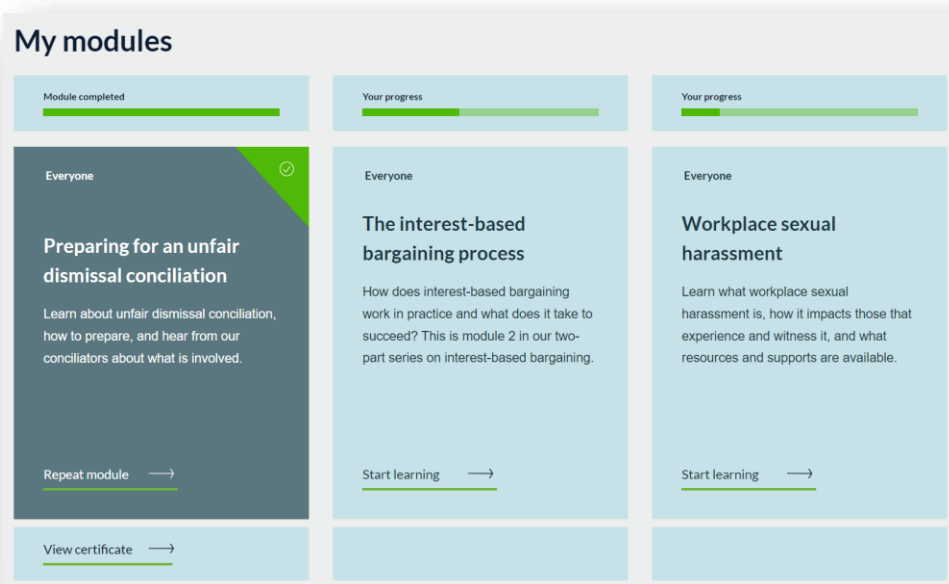 My modules
Module completed
Your progress
Your progress
Everyone
Preparing for an unfair
dismissal conciliation
Learn about unfair dismissal conciliation,
how to prepare, and hear from our
conciliators about what is involved.
Repeat module
View certificate
Everyone
The interest-based
bargaining process
How does interest-based bargaining
work in practice and what does it take to
succeed? This is module 2 in our two-
part series on interest-based bargaining.
Start learning
Everyone
Workplace sexual
harassment
Learn what workplace sexual
harassment is, how it impacts those that
experience and witness it, and what
resources and supports are available.
Start learning